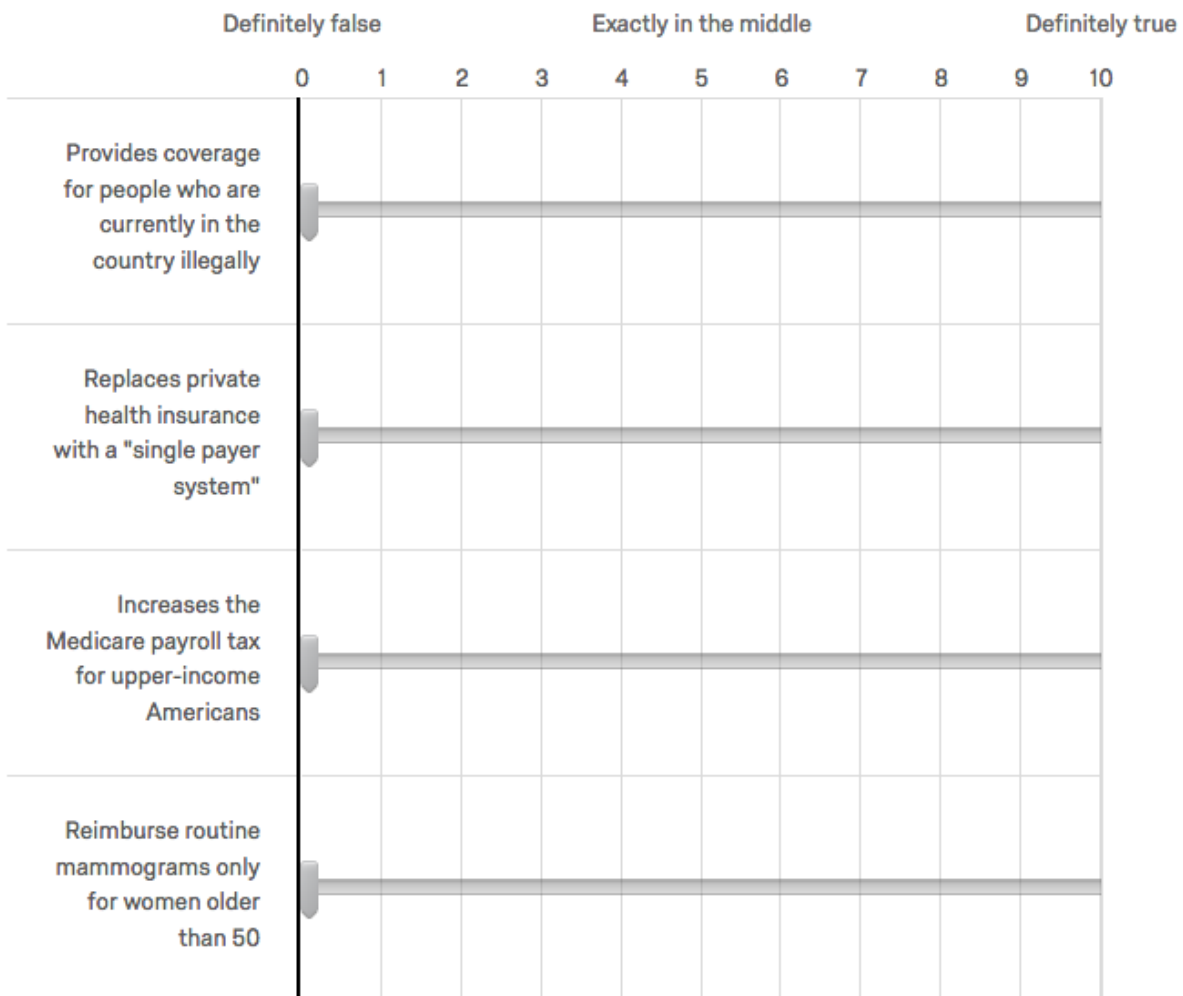 Definitely false Exactly in the middle Definitely true
0 1 2 3 4 5 6 7 8 9 10
Provides coverage
for people who are
currently in the
country illegally
Replaces private
health insurance
with a "single payer
system"
Increases the
Medicare payroll tax
for upper-income
Americans
Reimburse routine
mammograms only
for women older
than 50